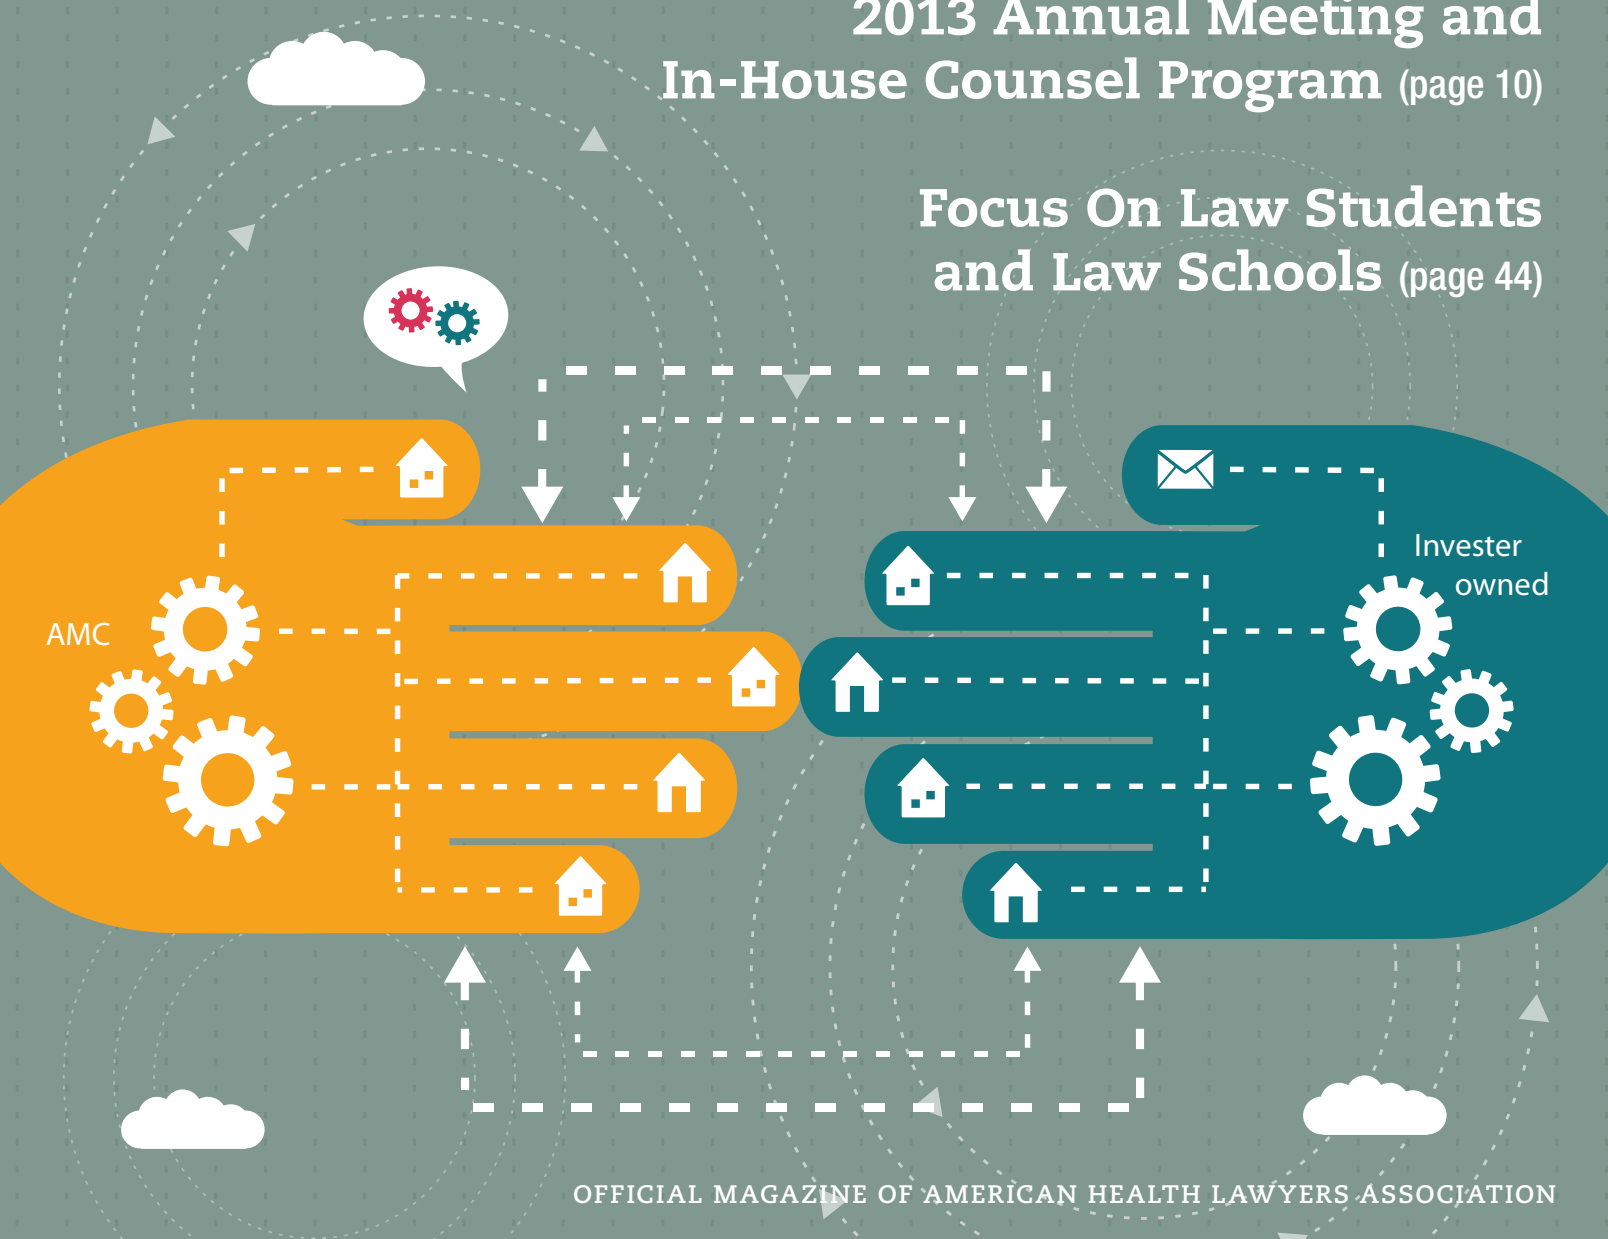 2013 Annual Meeting and
In-House Counsel Program (page 10)
Focus On Law Students
and Law Schools (page 44)
Invester
owned
AMC
OFFICIAL MAGAZINE OF AMERICAN HEALTH LAWYERS ASSOCIATION